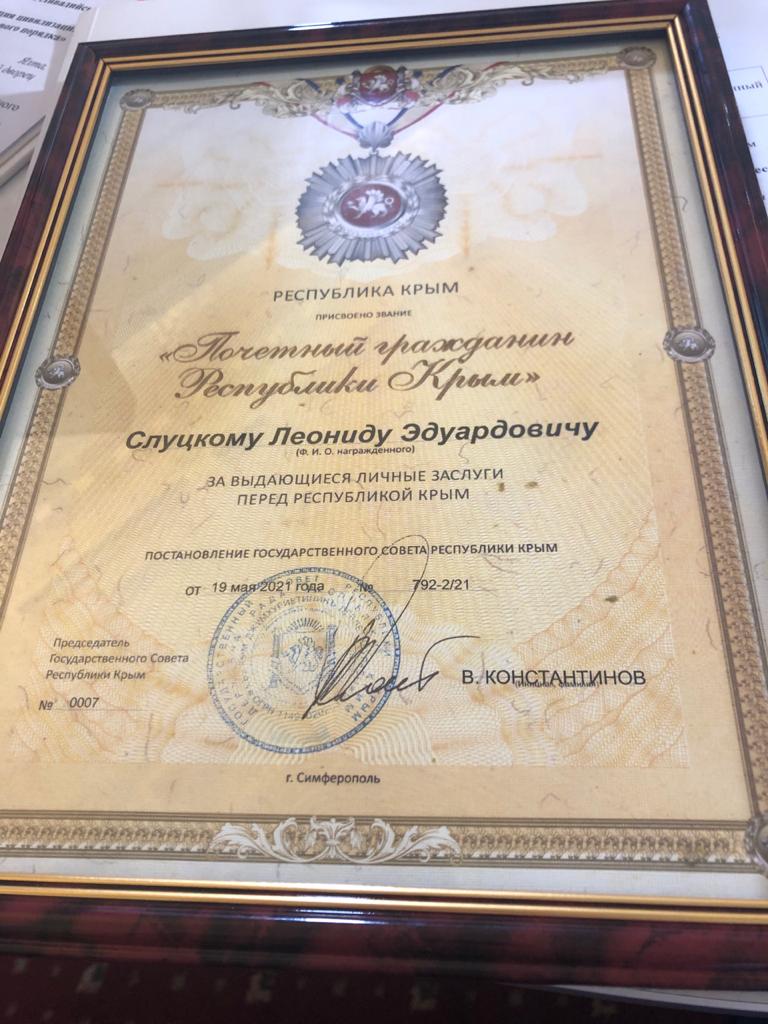 РЕСПУБЛИКА КРЫМ
ПРИСВОЕНО ЗВАНИЕ
«Почетный гражданин
Республики Крым»
Слуцкому Леониду Эдуардовичу
(Ф. И. О. награжденного)
ЗА ВЫДАЮЩИЕСЯ ЛИЧНЫЕ ЗАСЛУГИ
ПЕРЕД РЕСПУБЛИКОЙ КРЫМ
ПОСТАНОВЛЕНИЕ ГОСУДАРСТВЕННОГО СОВЕТА РЕСПУБЛИКИ КРЫМ
от 19 мая 2021 года № 792-2/21
Председатель
Государственного Совета
Республики Крым
В. КОНСТАНТИНОВ
№ 0007
г. Симферополь